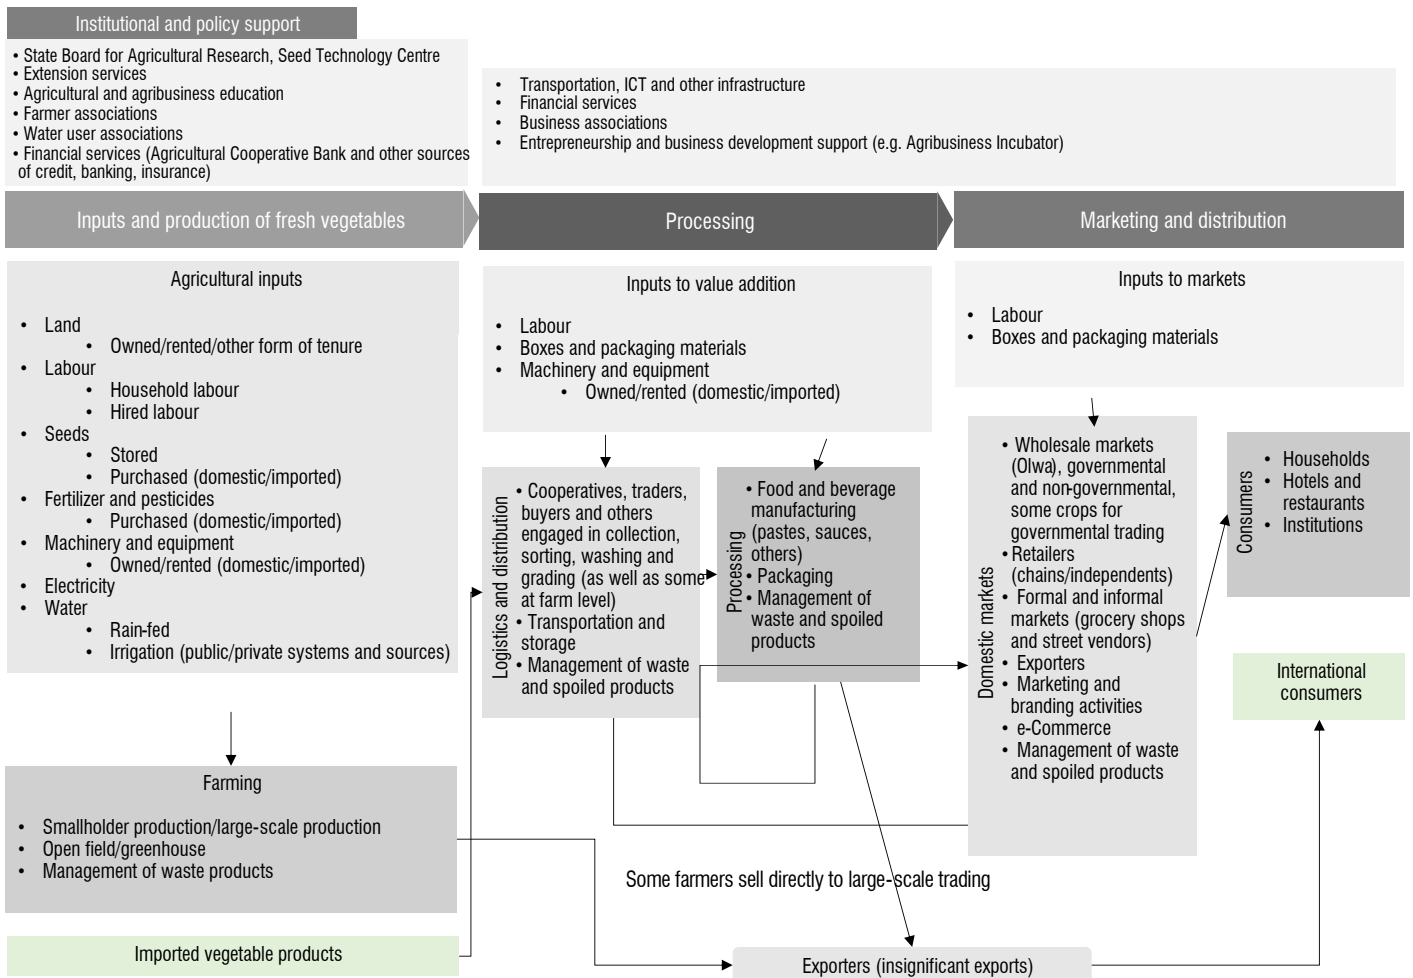 Institutional and policy support
• State Board for Agricultural Research, Seed Technology Centre
• Extension services
• Agricultural and agribusiness education
• Farmer associations
• Water user associations
• Financial services (Agricultural Cooperative Bank and other sources
of credit, banking, insurance)
• Transportation, ICT and other infrastructure
• Financial services
• Business associations
• Entrepreneurship and business development support (e.g. Agribusiness Incubator)
Inputs and production of fresh vegetables
Processing
Marketing and distribution
Agricultural inputs
• Land
• Owned/rented/other form of tenure
• Labour
• Household labour
• Hired labour
• Seeds
• Stored
• Purchased (domestic/imported)
• Fertilizer and pesticides
• Purchased (domestic/imported)
• Machinery and equipment
• Owned/rented (domestic/imported)
• Electricity
• Water
• Rain-fed
• Irrigation (public/private systems and sources)
Farming
• Smallholder production/large-scale production
• Open field/greenhouse
• Management of waste products
Imported vegetable products
Inputs to value addition
• Labour
• Boxes and packaging materials
• Machinery and equipment
• Owned/rented (domestic/imported)
Logistics and distribution
• Cooperatives, traders,
buyers and others
engaged in collection,
sorting, washing and
grading (as well as some
at farm level)
• Transportation and
storage
• Management of waste
and spoiled products
Processing
• Food and beverage
manufacturing
(pastes, sauces,
others)
• Packaging
• Management of
waste and spoiled
products
Inputs to markets
• Labour
• Boxes and packaging materials
Domestic markets
• Wholesale markets
(Olwa), governmental
and non-governmental,
some crops for
governmental trading
• Retailers
(chains/independents)
• Formal and informal
markets (grocery shops
and street vendors)
• Exporters
• Marketing and
branding activities
• e-Commerce
• Management of waste
and spoiled products
Consumers
• Households
• Hotels and
restaurants
• Institutions
International
consumers
Some farmers sell directly to large-scale trading
Exporters (insignificant exports)